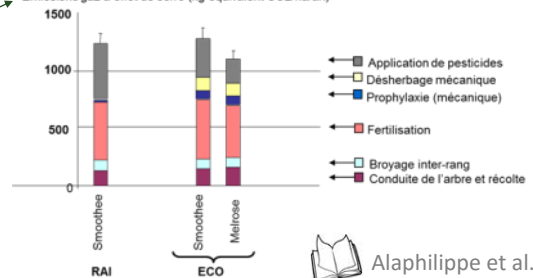 1500
1000
500
0
Application de pesticides
Désherbage mécanique
Prophylaxie (mécanique)
Fertilisation
Broyage inter-rang
Conduite de l'arbre et récolte
Smoothee
Smoothee
Melrose
RAI
ECO
Alaphilippe et al.